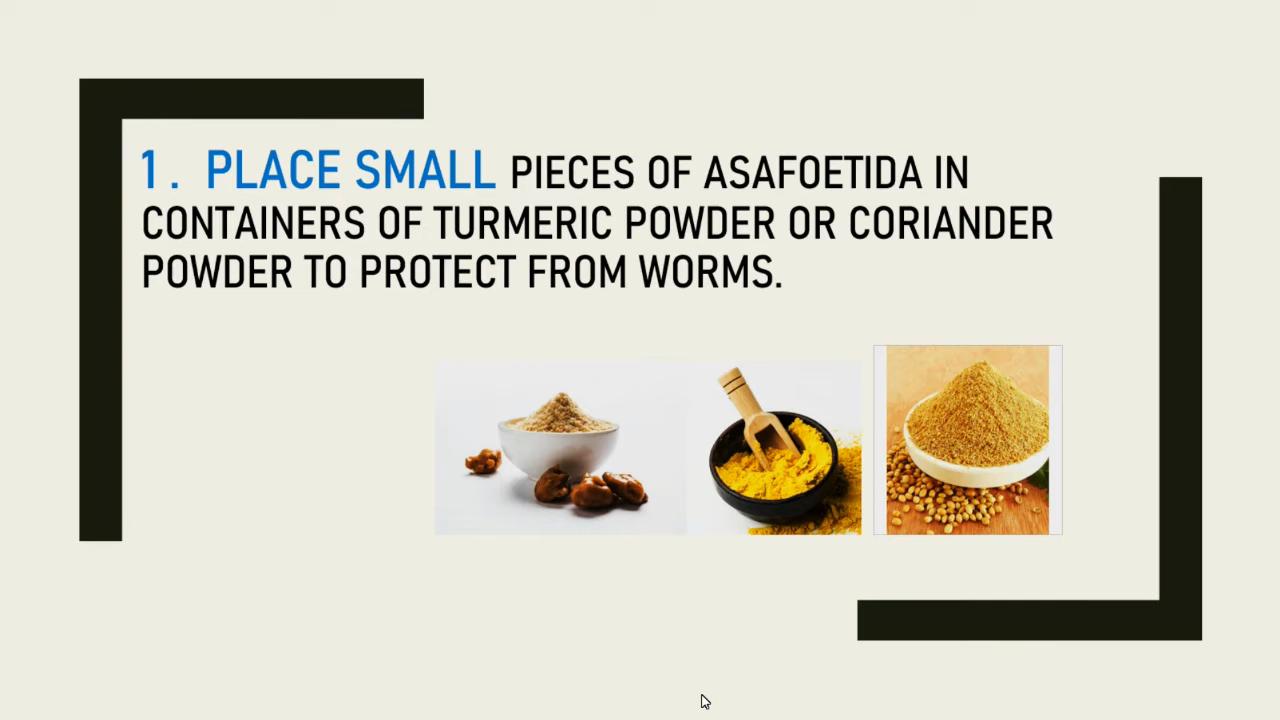 1. PLACE SMALL PIECES OF ASAFOETIDA IN
CONTAINERS OF TURMERIC POWDER OR CORIANDER
POWDER TO PROTECT FROM WORMS.